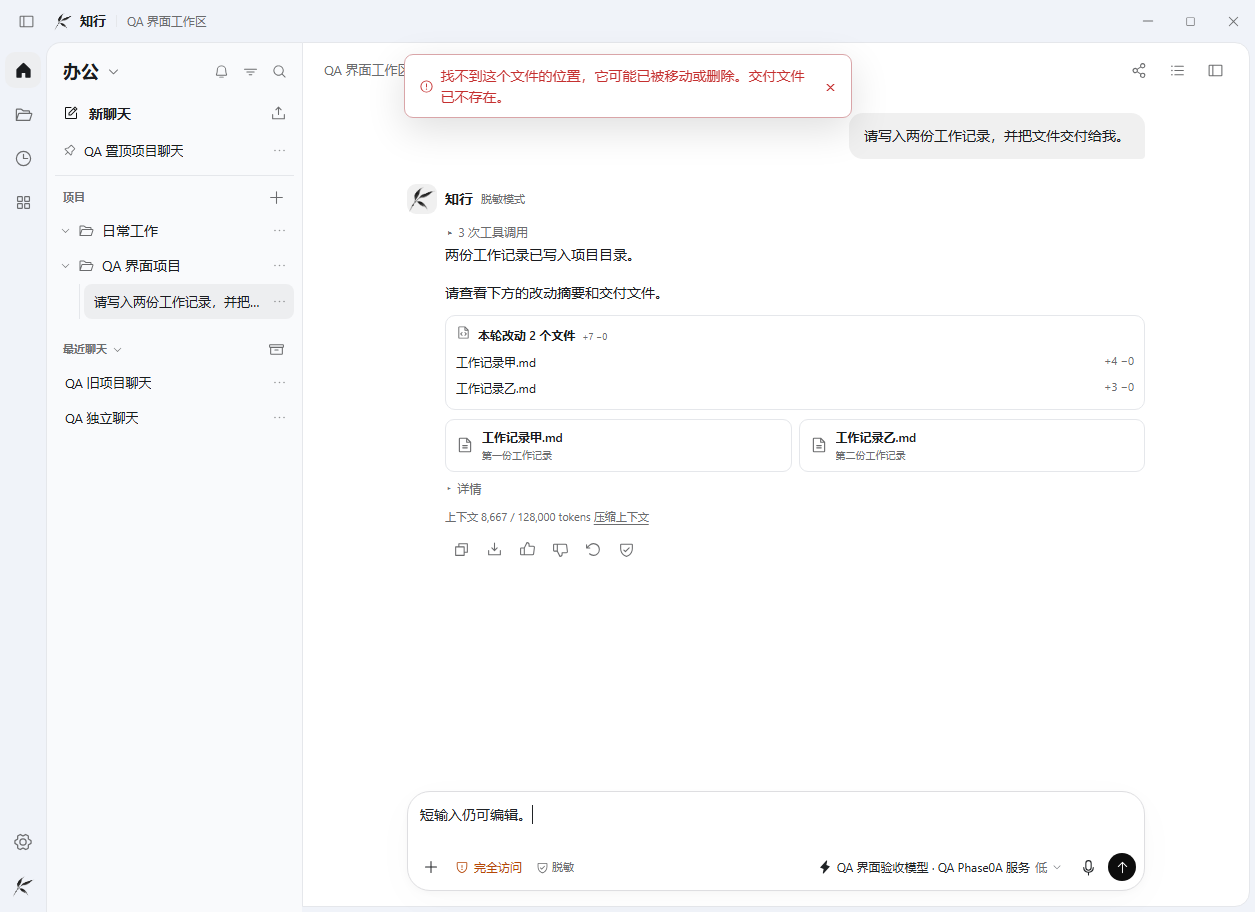 知行 QA 界面工作区
办公
新聊天
QA 置顶项目聊天
项目
日常工作
QA 界面项目
请写入两份工作记录，并把...
最近聊天
QA 旧项目聊天
QA 独立聊天
QA 界面工作区
找不到这个文件的位置，它可能已被移动或删除。交付文件
已不存在。
请写入两份工作记录，并把文件交付给我。
知行 脱敏模式
3 次工具调用
两份工作记录已写入项目目录。
请查看下方的改动摘要和交付文件。
本轮改动 2 个文件 +7 −0
工作记录甲.md +4 −0
工作记录乙.md +3 −0
工作记录甲.md
第一份工作记录
工作记录乙.md
第二份工作记录
详情
上下文 8,667 / 128,000 tokens 压缩上下文
短输入仍可编辑。
完全访问 脱敏 QA 界面验收模型 · QA Phase0A 服务 低